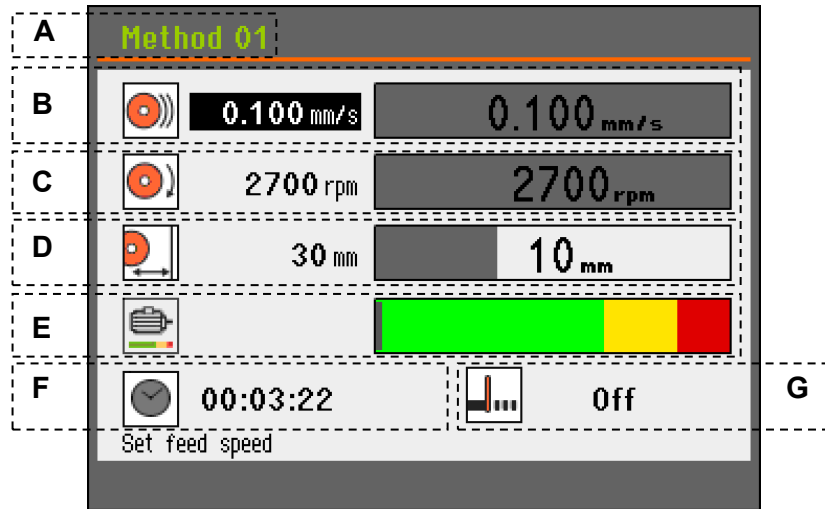 A Method 01
B 0.100 mm/s 0.100 mm/s
C 2700 rpm 2700 rpm
D 30 mm 10 mm
E
F 00:03:22 Off G
Set feed speed